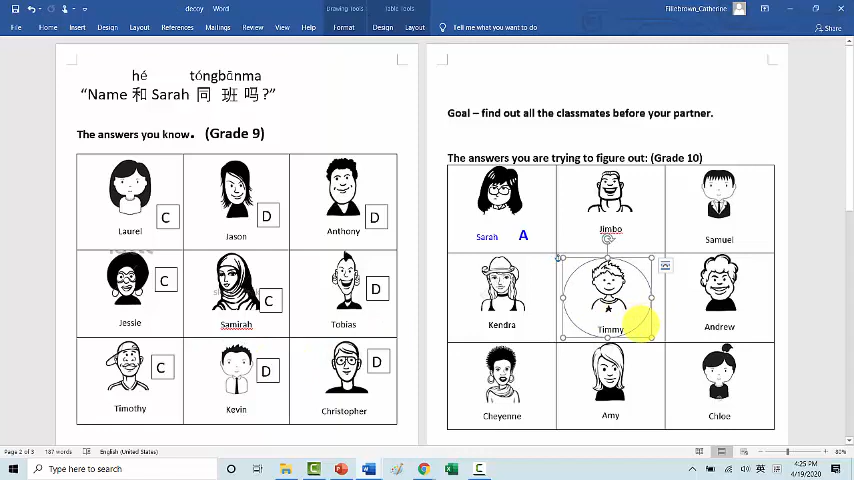 decoy - Word
Drawing Tools
Table Tools
Fillebrown_Catherine
File Home Insert Design Layout References Mailings Review View Help Format Design Layout Tell me what you want to do
hé tóngbānma
“Name 和 Sarah 同 班 吗?”
The answers you know. (Grade 9)
C D D
Laurel Jason Anthony
C C D
Jessie Samirah Tobias
C D D
Timothy Kevin Christopher
Goal – find out all the classmates before your partner.
The answers you are trying to figure out: (Grade 10)
Sarah A Jimbo Samuel
Kendra Timmy Andrew
Cheyenne Amy Chloe
Page 2 of 3 187 words English (United States) 80%
Type here to search
英
4:25 PM
4/19/2020